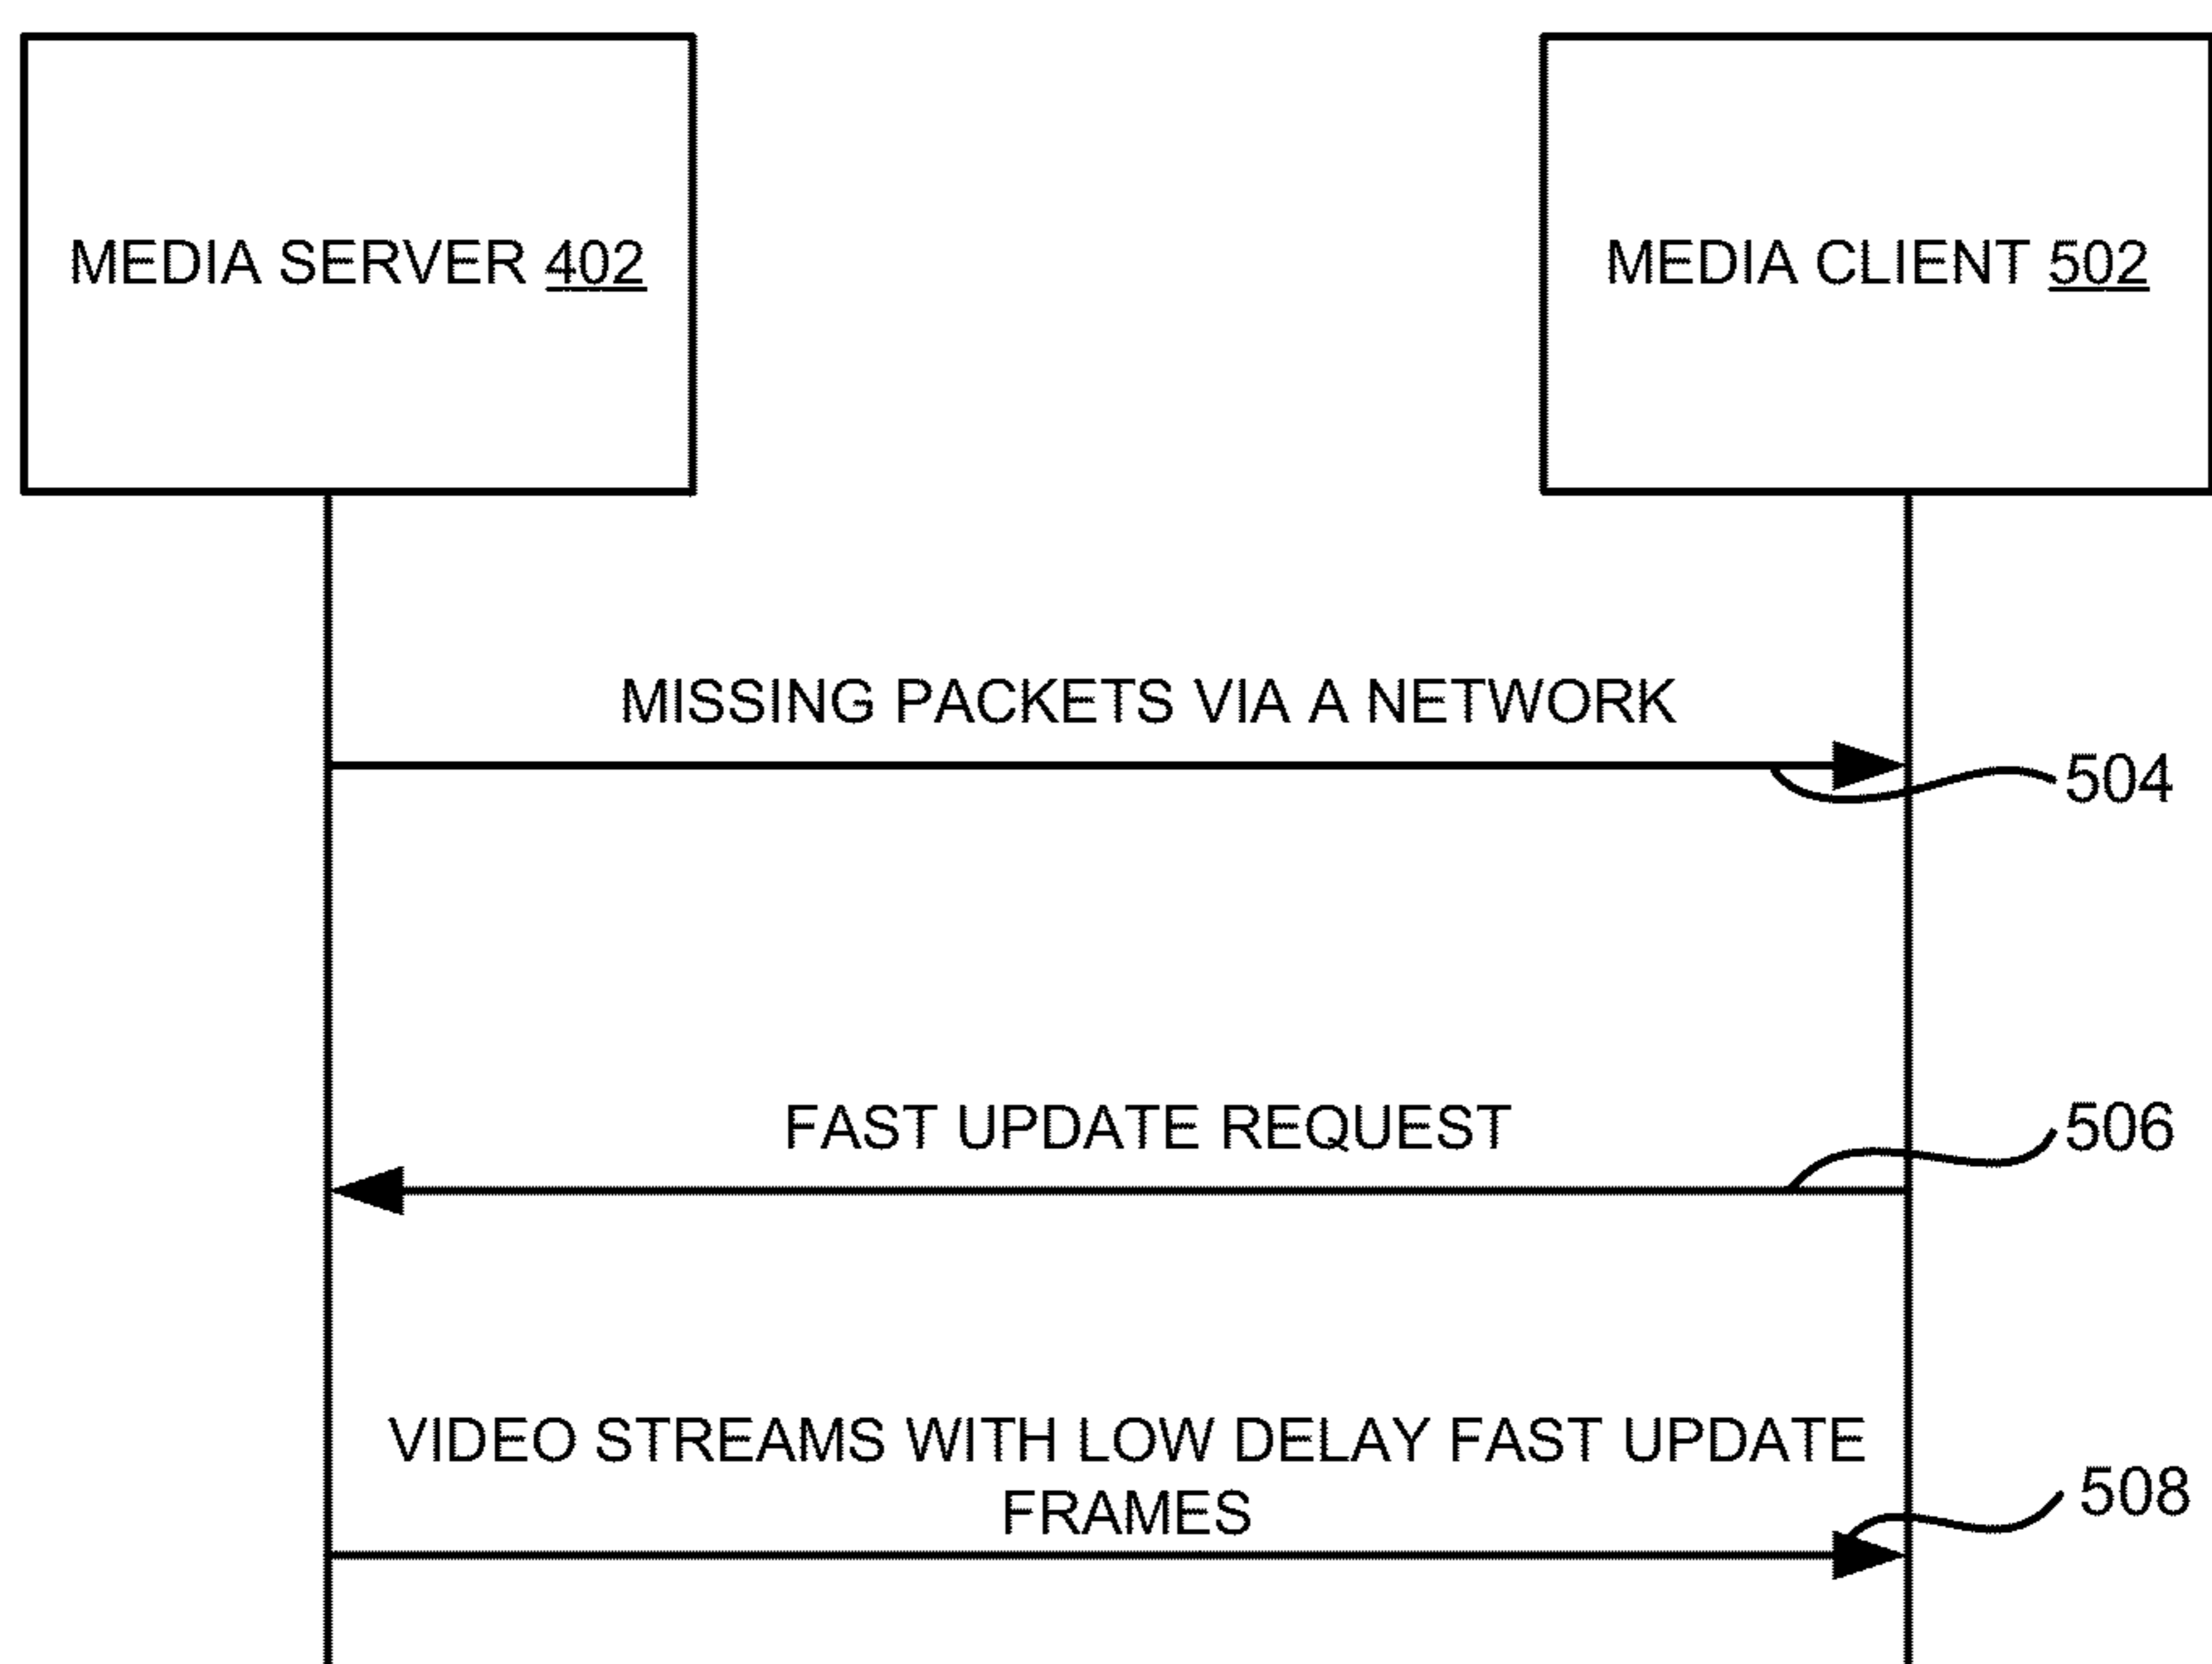 MEDIA SERVER 402
MEDIA CLIENT 502
MISSING PACKETS VIA A NETWORK
504
FAST UPDATE REQUEST
506
VIDEO STREAMS WITH LOW DELAY FAST UPDATE
FRAMES
508